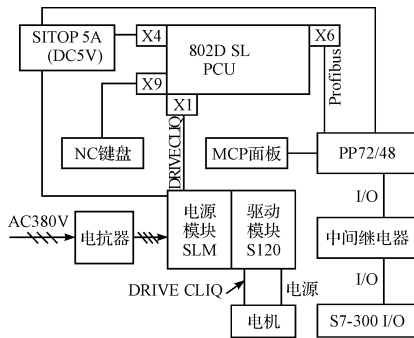 SITOP 5A
(DC5V)
X4
802D SL
PCU
X6
X9
X1
Profibus
DRIVECLIQ
NC键盘
MCP面板
PP72/48
I/O
AC380V
电抗器
电源
模块
SLM
驱动
模块
S120
中间继电器
I/O
DRIVE CLIQ
电源
电机
S7-300 I/O